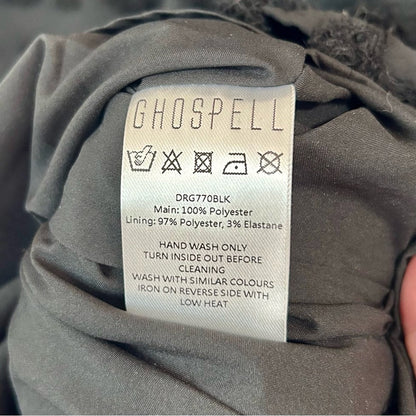 GHOSPELL
DRG770BLK
Main: 100% Polyester
Lining: 97% Polyester, 3% Elastane
HAND WASH ONLY
TURN INSIDE OUT BEFORE
CLEANING
WASH WITH SIMILAR COLOURS
IRON ON REVERSE SIDE WITH
LOW HEAT